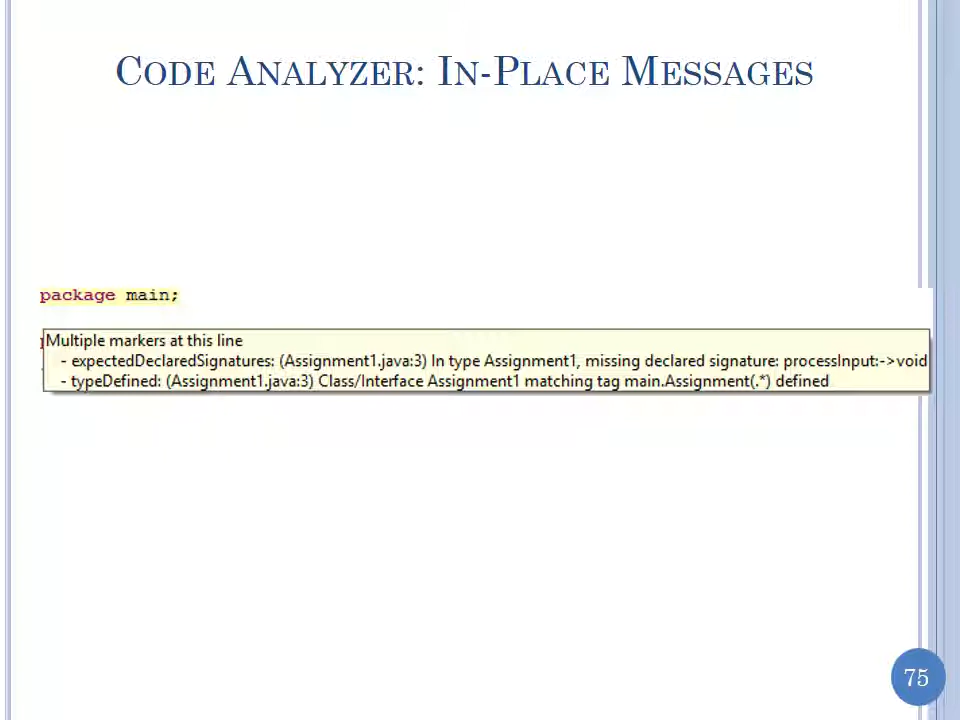 CODE ANALYZER: IN-PLACE MESSAGES
package main;
Multiple markers at this line
- expectedDeclaredSignatures: (Assignment1.java:3) In type Assignment1, missing declared signature: processInput:->void
- typeDefined: (Assignment1.java:3) Class/Interface Assignment1 matching tag main.Assignment(.*) defined
75